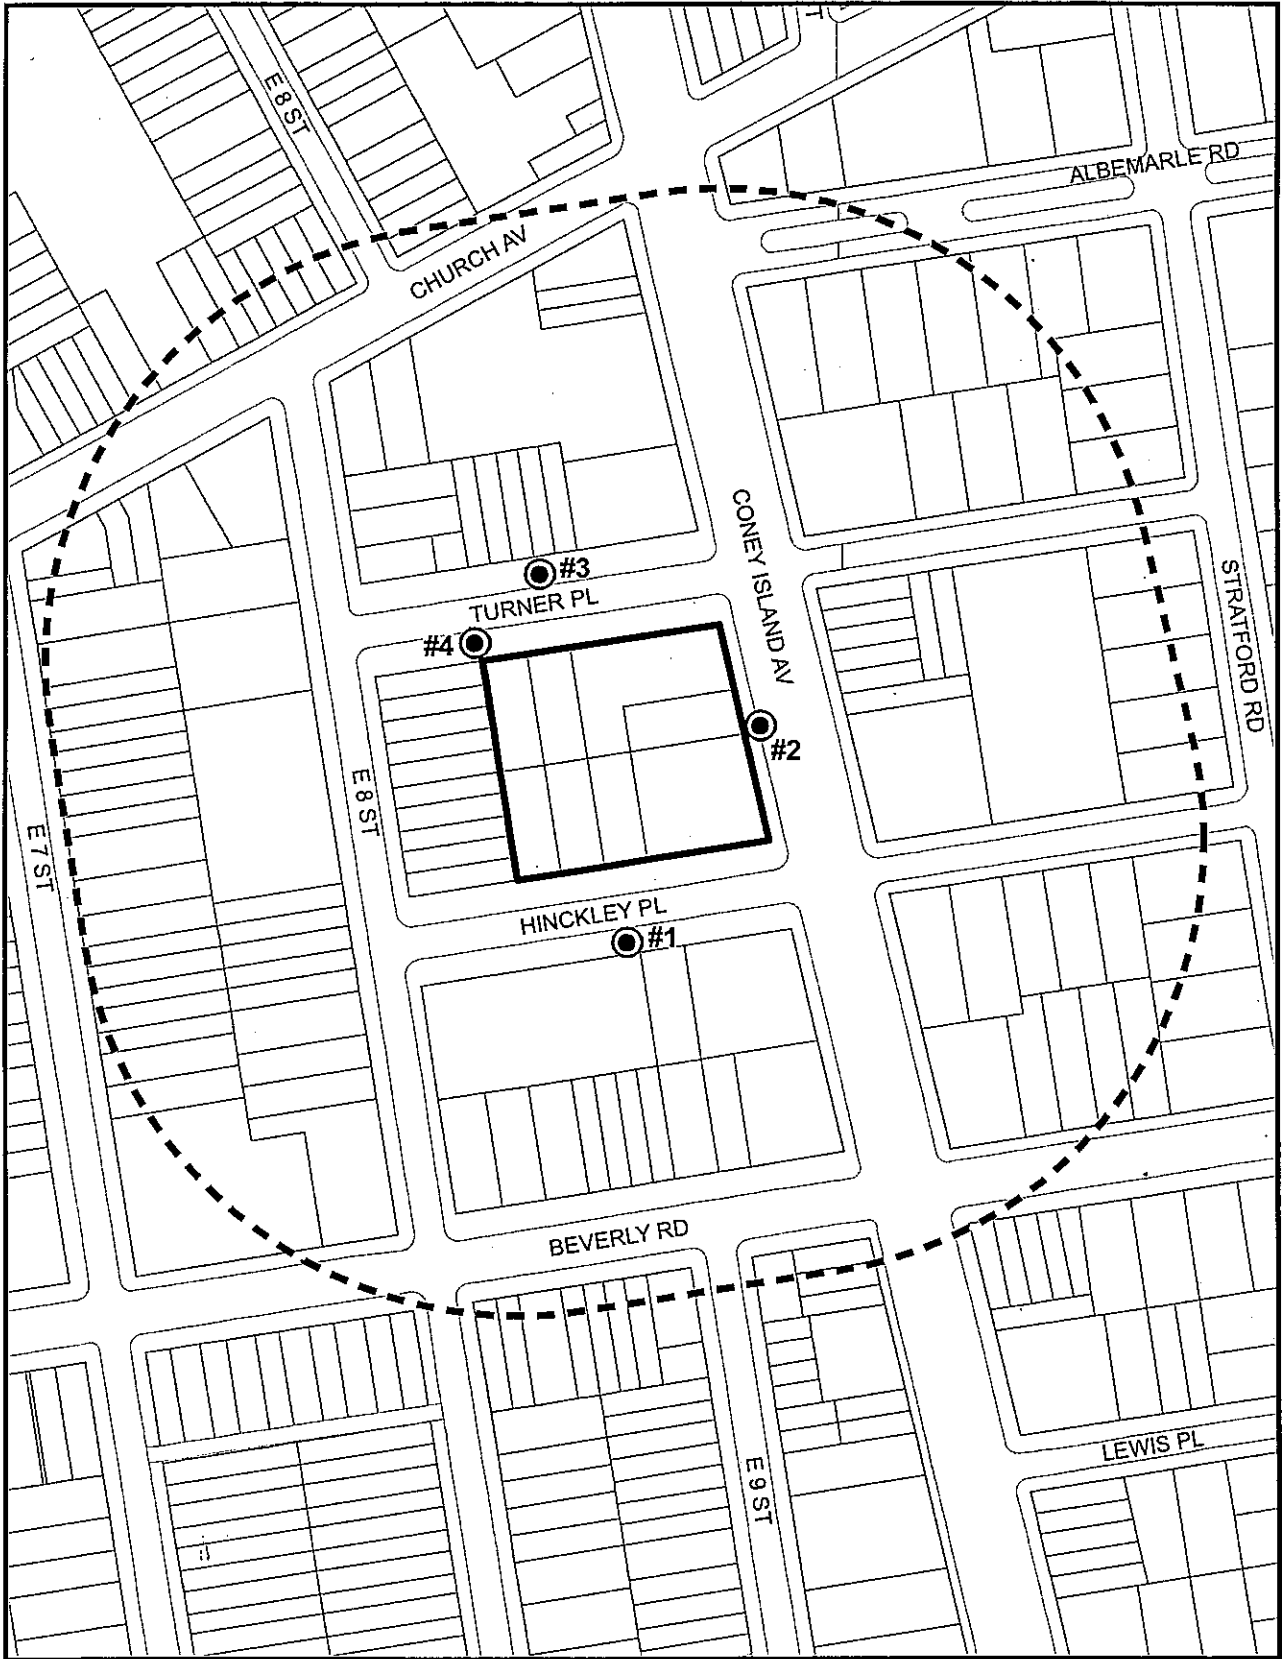 E 8 ST
ALBEMARLE RD
CHURCH AV
CONEY ISLAND AV
#3
TURNER PL
STRATFORD RD
#4
#2
E 8 ST
E 7 ST
HINCKLEY PL
#1
BEVERLY RD
LEWIS PL
E 9 ST